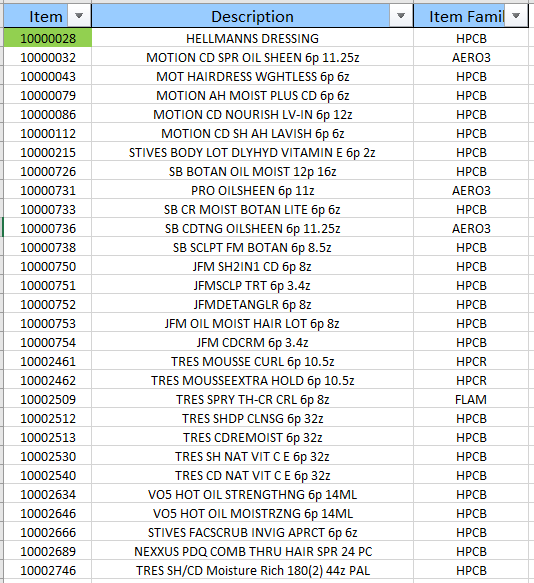 Item Description Item Famil
10000028 HELLMANNS DRESSING HPCB
10000032 MOTION CD SPR OIL SHEEN 6p 11.25z AERO3
10000043 MOT HAIRDRESS WGHTLESS 6p 6z HPCB
10000079 MOTION AH MOIST PLUS CD 6p 6z HPCB
10000086 MOTION CD NOURISH LV-IN 6p 12z HPCB
10000112 MOTION CD SH AH LAVISH 6p 6z HPCB
10000215 STIVES BODY LOT DLYHYD VITAMIN E 6p 2z HPCB
10000726 SB BOTAN OIL MOIST 12p 16z HPCB
10000731 PRO OILSHEEN 6p 11z AERO3
10000733 SB CR MOIST BOTAN LITE 6p 6z HPCB
10000736 SB CDTNG OILSHEEN 6p 11.25z AERO3
10000738 SB SCLPT FM BOTAN 6p 8.5z HPCB
10000750 JFM SH2IN1 CD 6p 8z HPCB
10000751 JFMSCLP TRT 6p 3.4z HPCB
10000752 JFMDETANGLR 6p 8z HPCB
10000753 JFM OIL MOIST HAIR LOT 6p 8z HPCB
10000754 JFM CDCRM 6p 3.4z HPCB
10002461 TRES MOUSSE CURL 6p 10.5z HPCR
10002462 TRES MOUSSEEXTRA HOLD 6p 10.5z HPCR
10002509 TRES SPRY TH-CR CRL 6p 8z FLAM
10002512 TRES SHDP CLNSG 6p 32z HPCB
10002513 TRES CDREMOIST 6p 32z HPCB
10002530 TRES SH NAT VIT C E 6p 32z HPCB
10002540 TRES CD NAT VIT C E 6p 32z HPCB
10002634 VO5 HOT OIL STRENGTHNG 6p 14ML HPCB
10002646 VO5 HOT OIL MOISTRZNG 6p 14ML HPCB
10002666 STIVES FACSCRUB INVIG APRCT 6p 6z HPCB
10002689 NEXXUS PDQ COMB THRU HAIR SPR 24 PC HPCB
10002746 TRES SH/CD Moisture Rich 180(2) 44z PAL HPCB